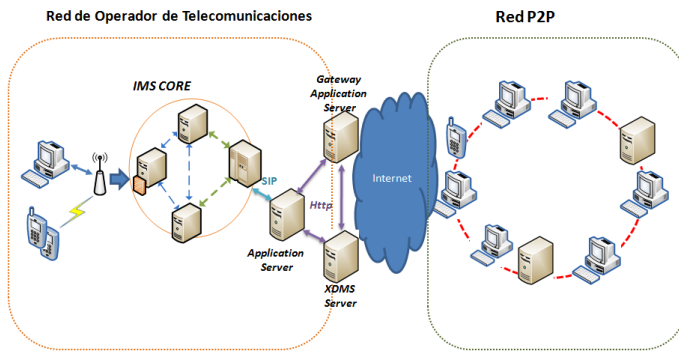 Red de Operador de Telecomunicaciones
Red P2P
IMS CORE
Gateway
Application
Server
Internet
SIP
Http
Application
Server
XDMS
Server